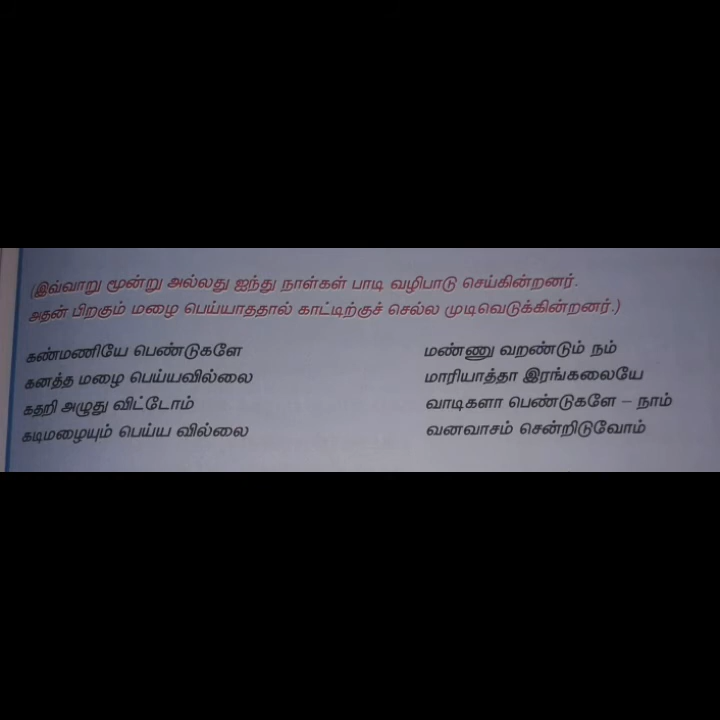 (இவ்வாறு மூன்று அல்லது ஐந்து நாள்கள் பாடி வழிபாடு செய்கின்றனர்.
அதன் பிறகும் மழை பெய்யாததால் காட்டிற்குச் செல்ல முடிவெடுக்கின்றனர்.)
கண்மணியே பெண்டுகளே
கனத்த மழை பெய்யவில்லை
கதறி அழுது விட்டோம்
கடிமழையும் பெய்ய வில்லை
மண்ணு வறண்டும் நம்
மாரியாத்தா இரங்கலையே
வாடிகளா பெண்டுகளே – நாம்
வனவாசம் சென்றிடுவோம்